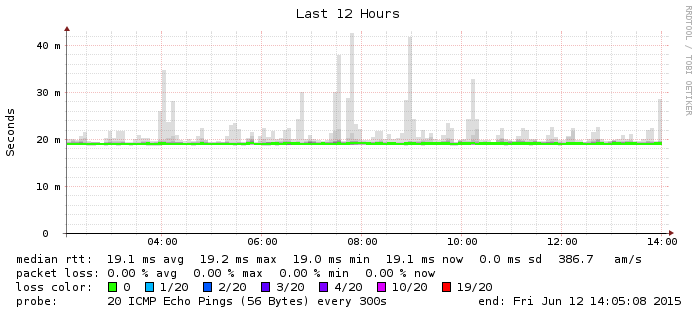 Last 12 Hours
RRDTOOL / TOBI OETIKER
Seconds
40 m
30 m
20 m
10 m
0
04:00 06:00 08:00 10:00 12:00 14:00
median rtt: 19.1 ms avg 19.2 ms max 19.0 ms min 19.1 ms now 0.0 ms sd 386.7 am/s
packet loss: 0.00 % avg 0.00 % max 0.00 % min 0.00 % now
loss color: 0 1/20 2/20 3/20 4/20 10/20 19/20
probe: 20 ICMP Echo Pings (56 Bytes) every 300s end: Fri Jun 12 14:05:08 2015